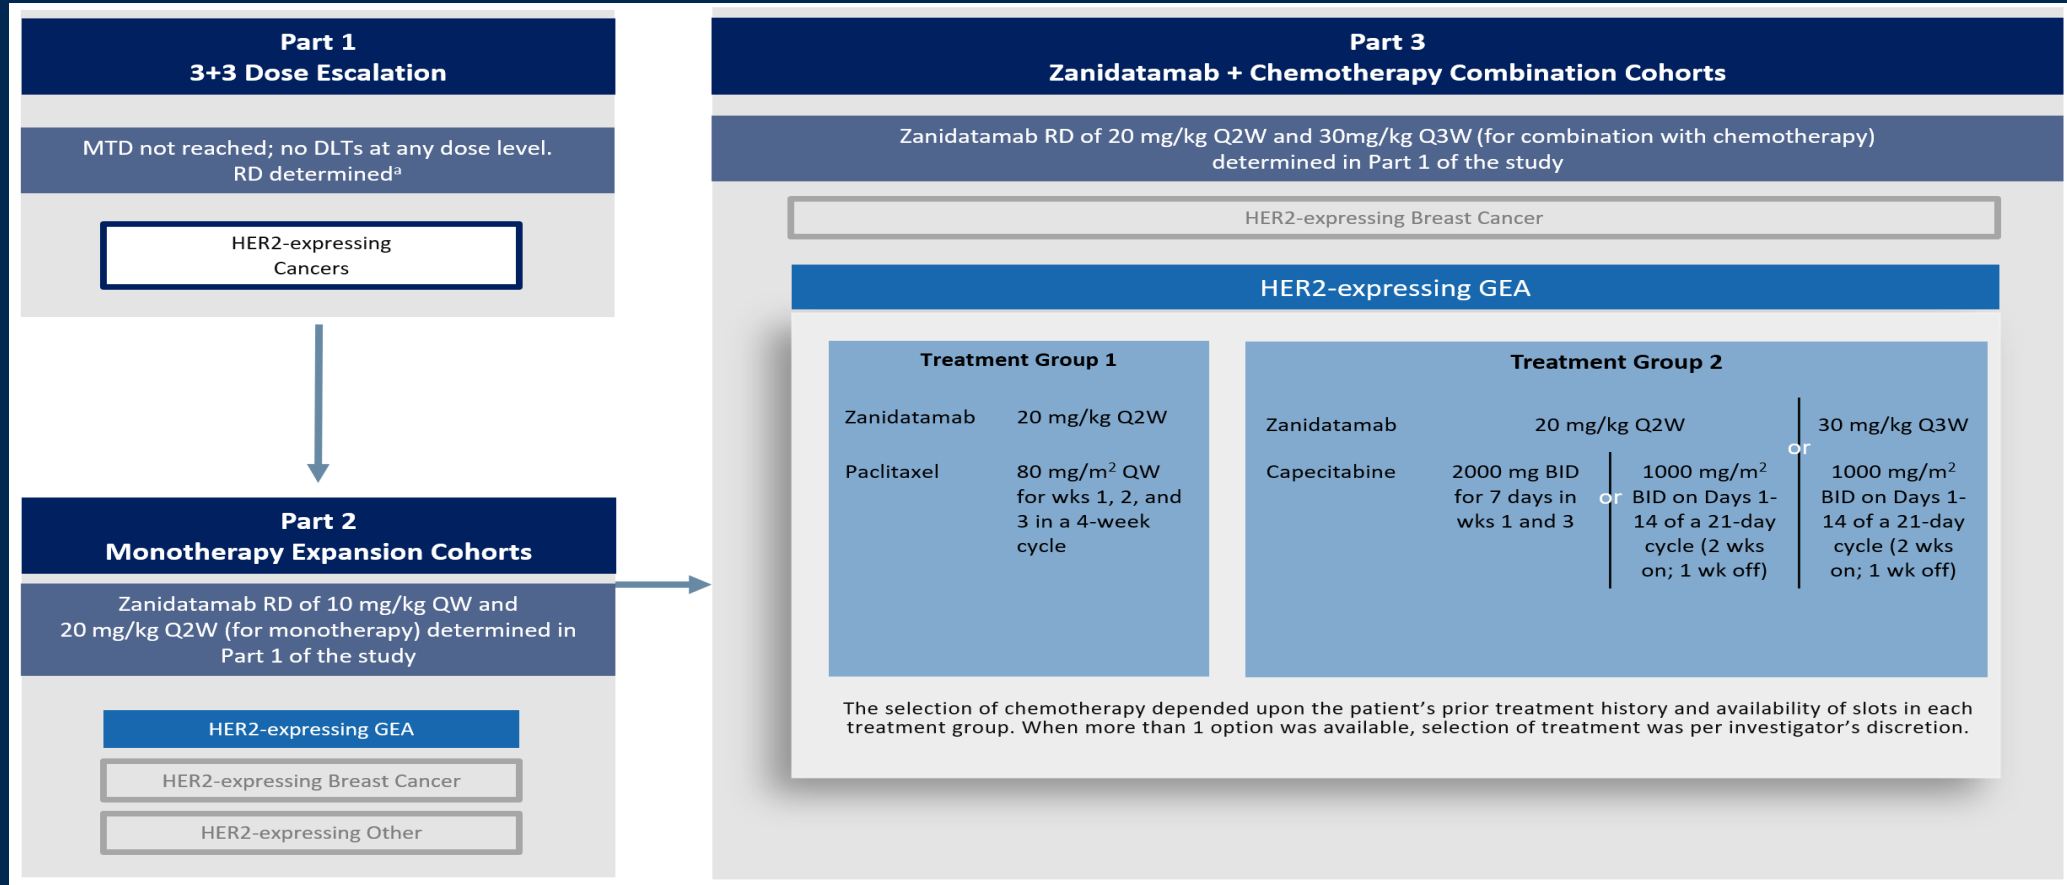 Part 1
3+3 Dose Escalation
MTD not reached; no DLTs at any dose level.
RD determinedᵃ
HER2-expressing
Cancers
Part 2
Monotherapy Expansion Cohorts
Zanidatamab RD of 10 mg/kg QW and
20 mg/kg Q2W (for monotherapy) determined in
Part 1 of the study
HER2-expressing GEA
HER2-expressing Breast Cancer
HER2-expressing Other
Part 3
Zanidatamab + Chemotherapy Combination Cohorts
Zanidatamab RD of 20 mg/kg Q2W and 30mg/kg Q3W (for combination with chemotherapy)
determined in Part 1 of the study
HER2-expressing Breast Cancer
HER2-expressing GEA
Treatment Group 1
Zanidatamab 20 mg/kg Q2W
Paclitaxel 80 mg/m² QW
for wks 1, 2, and
3 in a 4-week
cycle
Treatment Group 2
Zanidatamab 20 mg/kg Q2W or 30 mg/kg Q3W
Capecitabine
2000 mg BID
for 7 days in
wks 1 and 3
or
1000 mg/m²
BID on Days 1-
14 of a 21-day
cycle (2 wks
on; 1 wk off)
1000 mg/m²
BID on Days 1-
14 of a 21-day
cycle (2 wks
on; 1 wk off)
The selection of chemotherapy depended upon the patient’s prior treatment history and availability of slots in each
treatment group. When more than 1 option was available, selection of treatment was per investigator’s discretion.